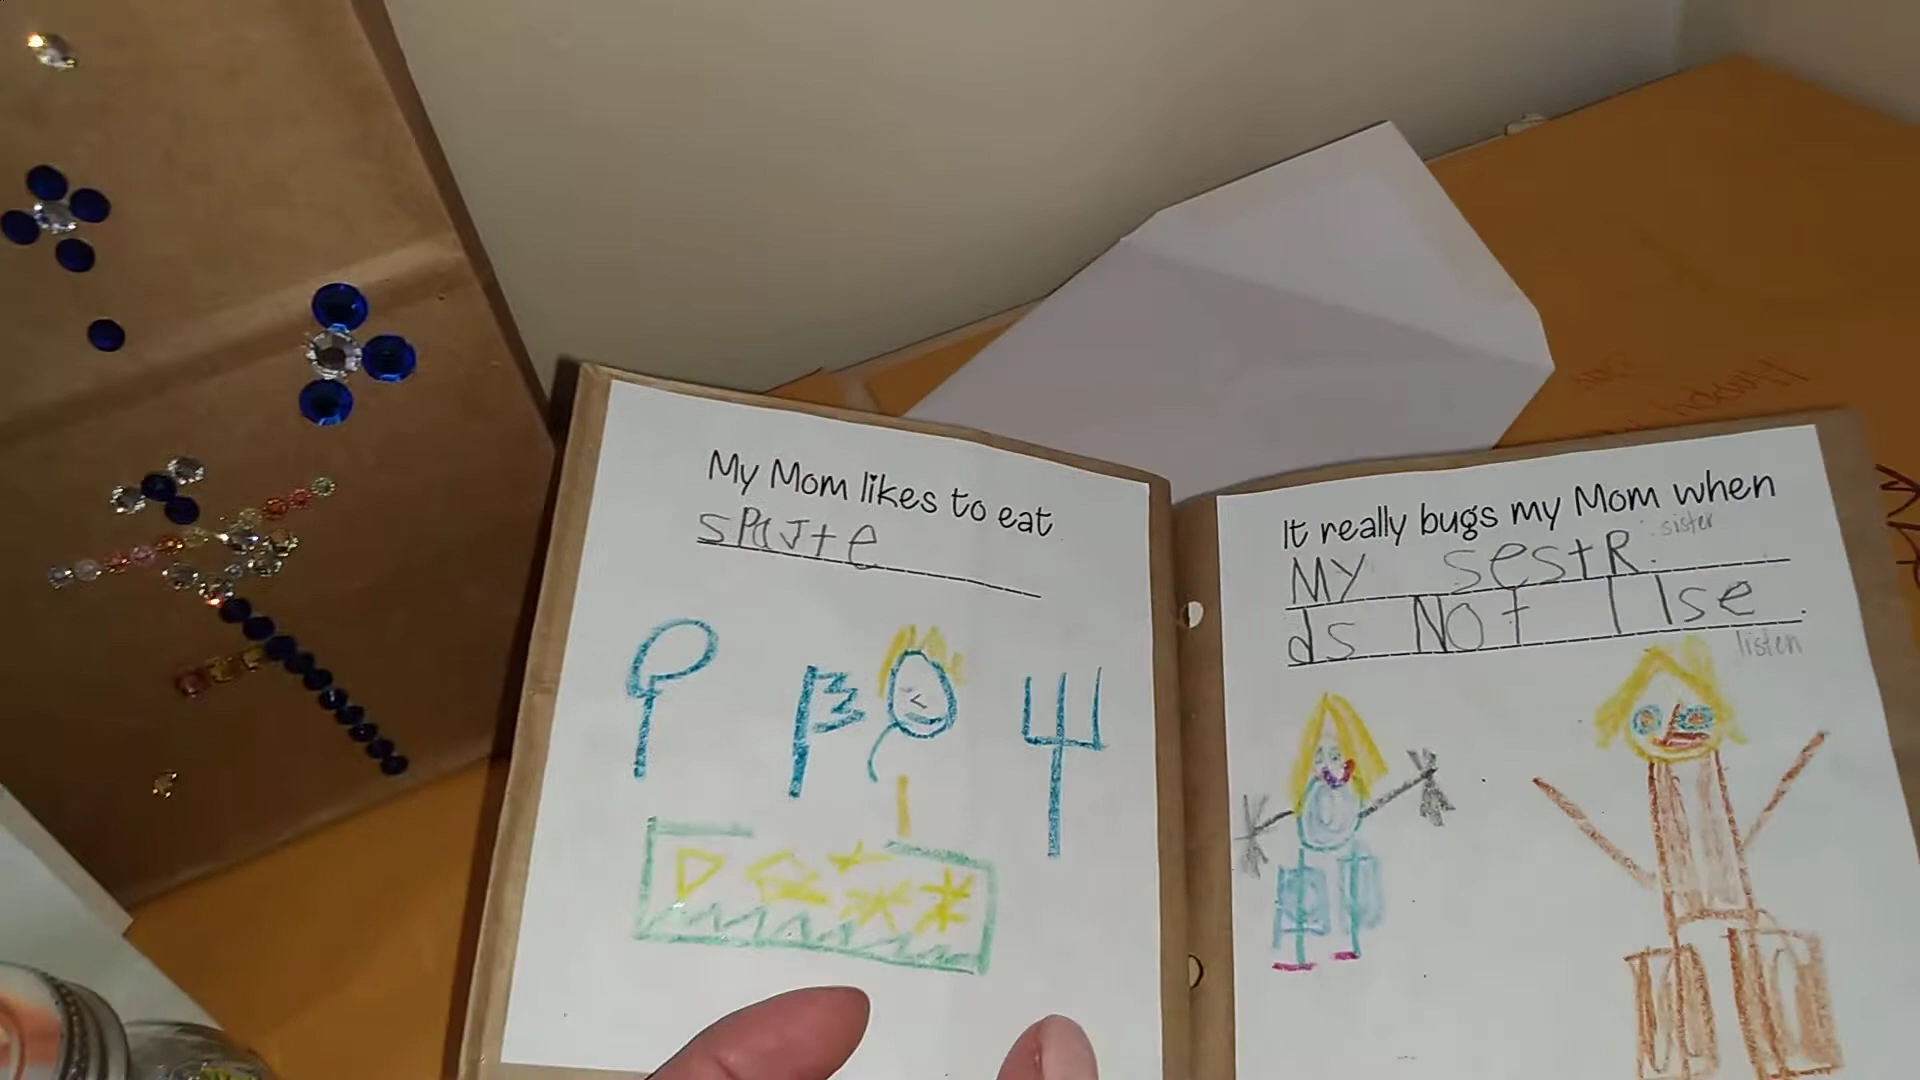 My Mom likes to eat
spaJte
It really bugs my Mom when
sister
MY sestR.
ds NOt lIse.
listen